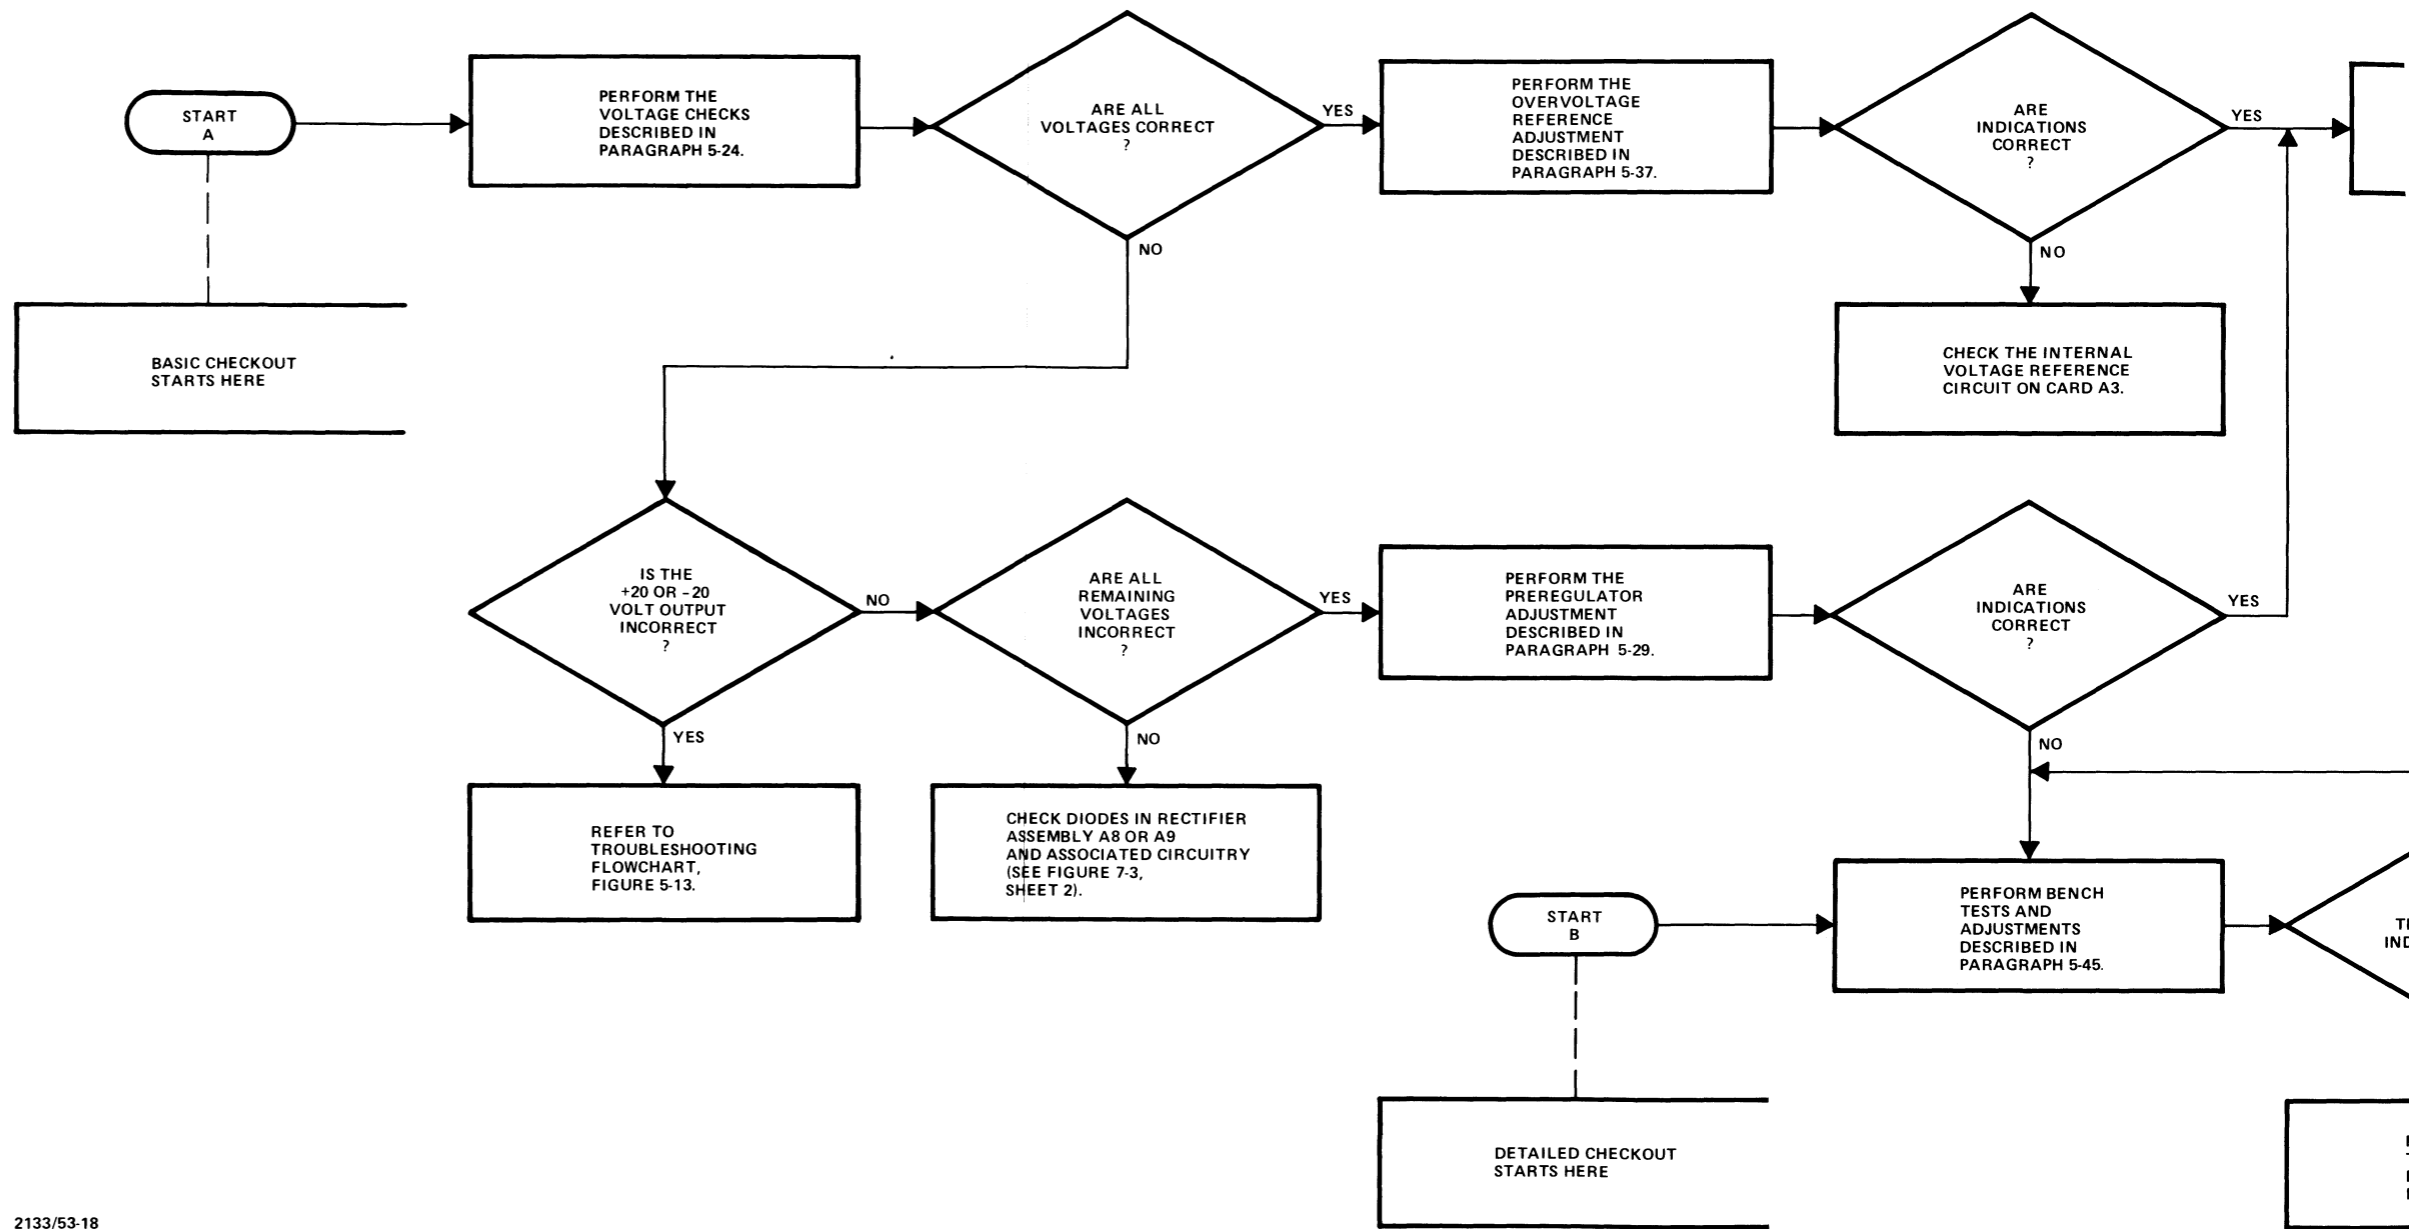 START
A
PERFORM THE
VOLTAGE CHECKS
DESCRIBED IN
PARAGRAPH 5-24.
ARE ALL
VOLTAGES CORRECT
?
YES
NO
PERFORM THE
OVERVOLTAGE
REFERENCE
ADJUSTMENT
DESCRIBED IN
PARAGRAPH 5-37.
ARE
INDICATIONS
CORRECT
?
YES
NO
BASIC CHECKOUT
STARTS HERE
CHECK THE INTERNAL
VOLTAGE REFERENCE
CIRCUIT ON CARD A3.
IS THE
+20 OR -20
VOLT OUTPUT
INCORRECT
?
NO
YES
ARE ALL
REMAINING
VOLTAGES
INCORRECT
?
YES
NO
PERFORM THE
PREREGULATOR
ADJUSTMENT
DESCRIBED IN
PARAGRAPH 5-29.
ARE
INDICATIONS
CORRECT
?
YES
NO
REFER TO
TROUBLESHOOTING
FLOWCHART,
FIGURE 5-13.
CHECK DIODES IN RECTIFIER
ASSEMBLY A8 OR A9
AND ASSOCIATED CIRCUITRY
(SEE FIGURE 7-3,
SHEET 2).
START
B
PERFORM BENCH
TESTS AND
ADJUSTMENTS
DESCRIBED IN
PARAGRAPH 5-45.
DETAILED CHECKOUT
STARTS HERE
2133/53-18